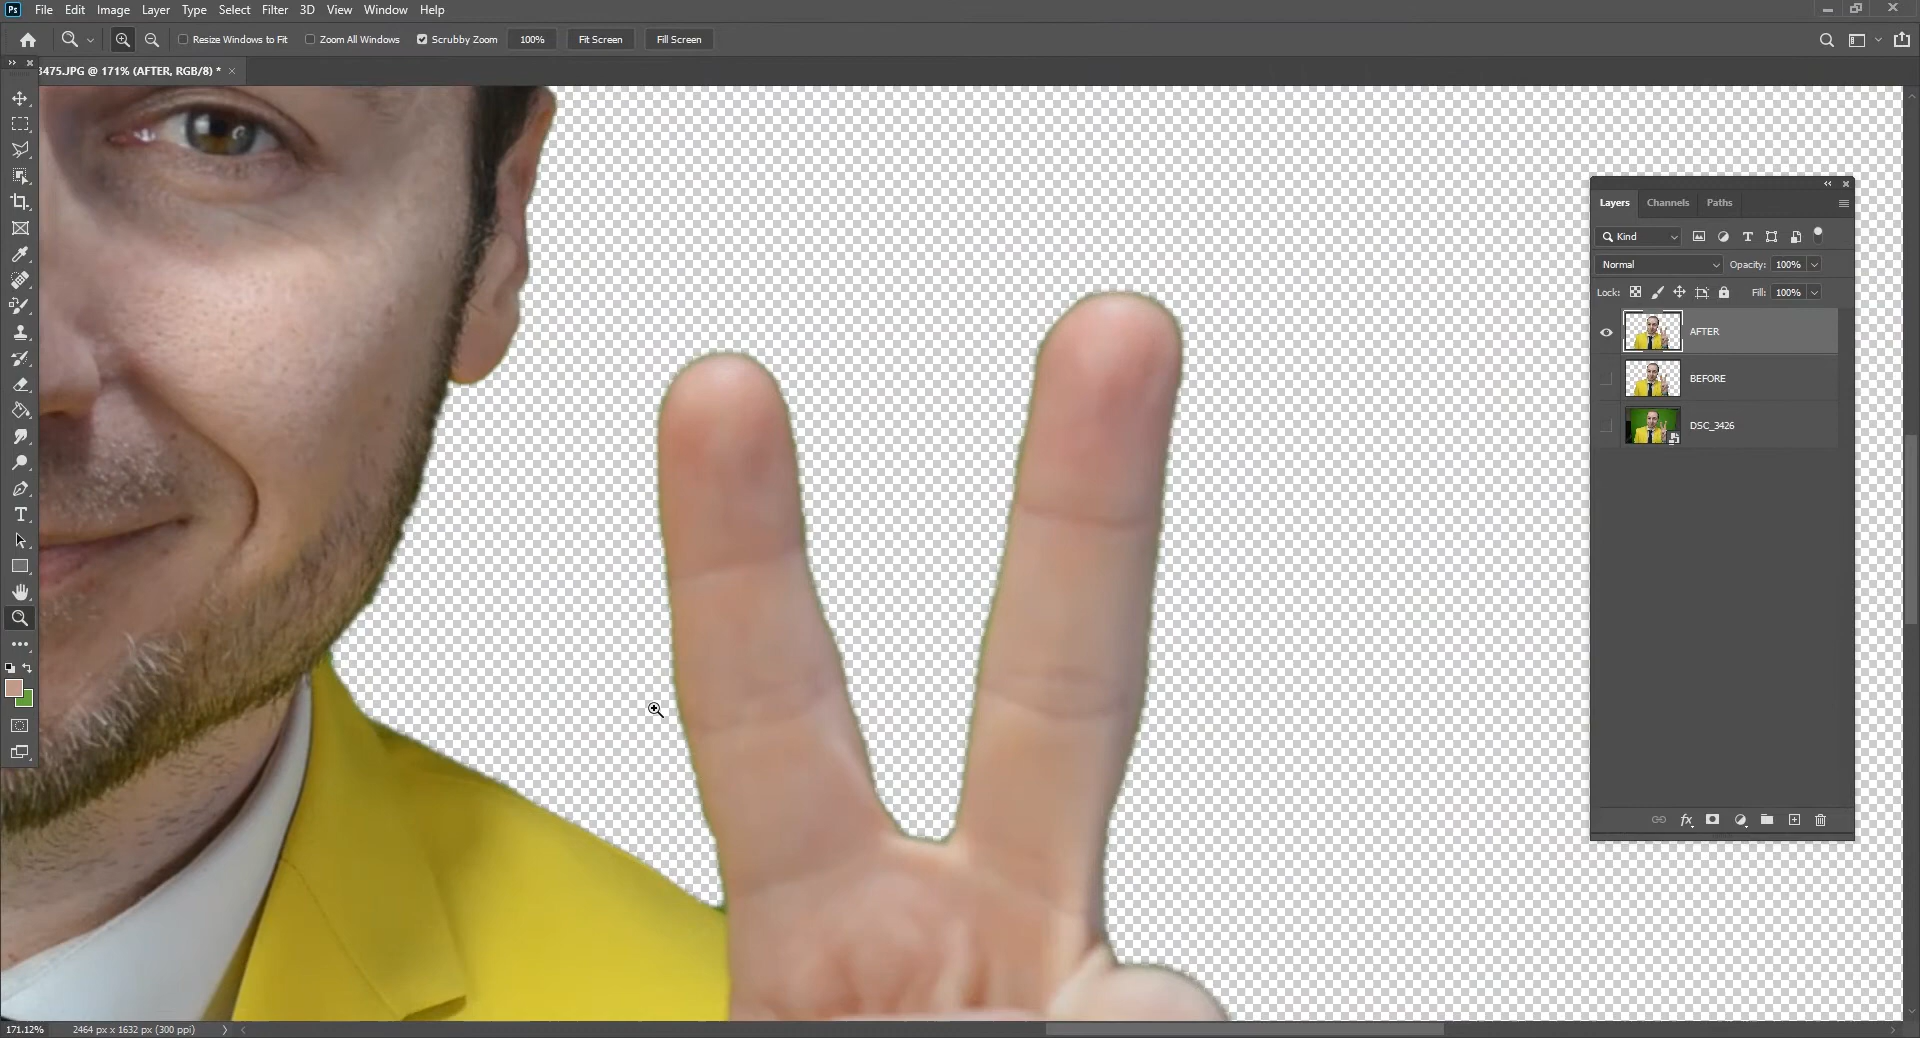 Ps File Edit Image Layer Type Select Filter 3D View Window Help
Resize Windows to Fit Zoom All Windows Scrubby Zoom 100% Fit Screen Fill Screen
3475.JPG @ 171% (AFTER, RGB/8) * ×
Layers Channels Paths
Kind
Normal Opacity: 100%
Lock: Fill: 100%
AFTER
BEFORE
DSC_3426
fx
171.12% 2464 px x 1632 px (300 ppi)